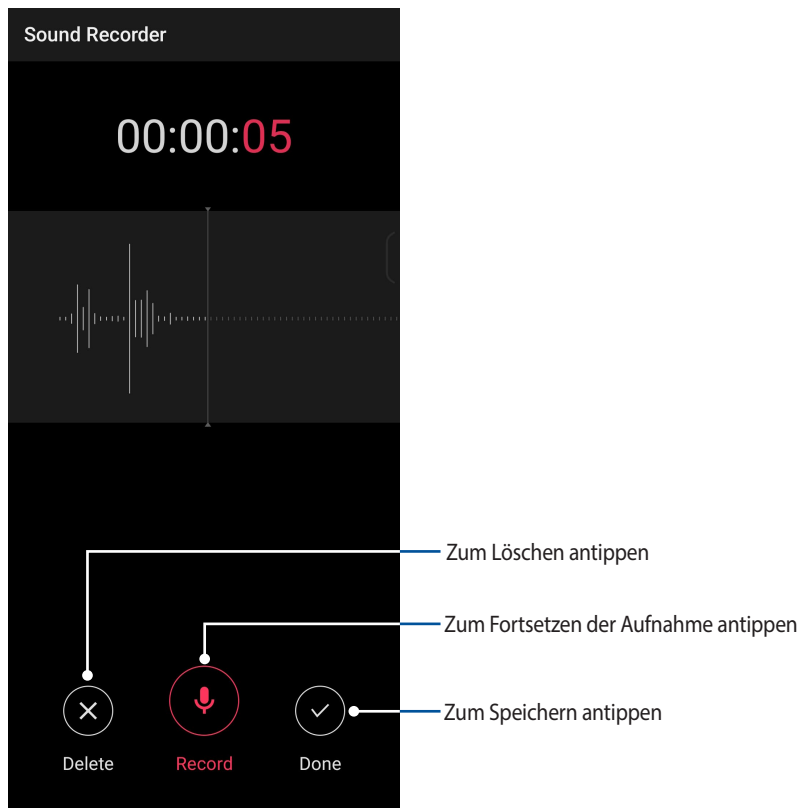 Sound Recorder
00:00:05
Zum Löschen antippen
Zum Fortsetzen der Aufnahme antippen
Zum Speichern antippen
Delete Record Done